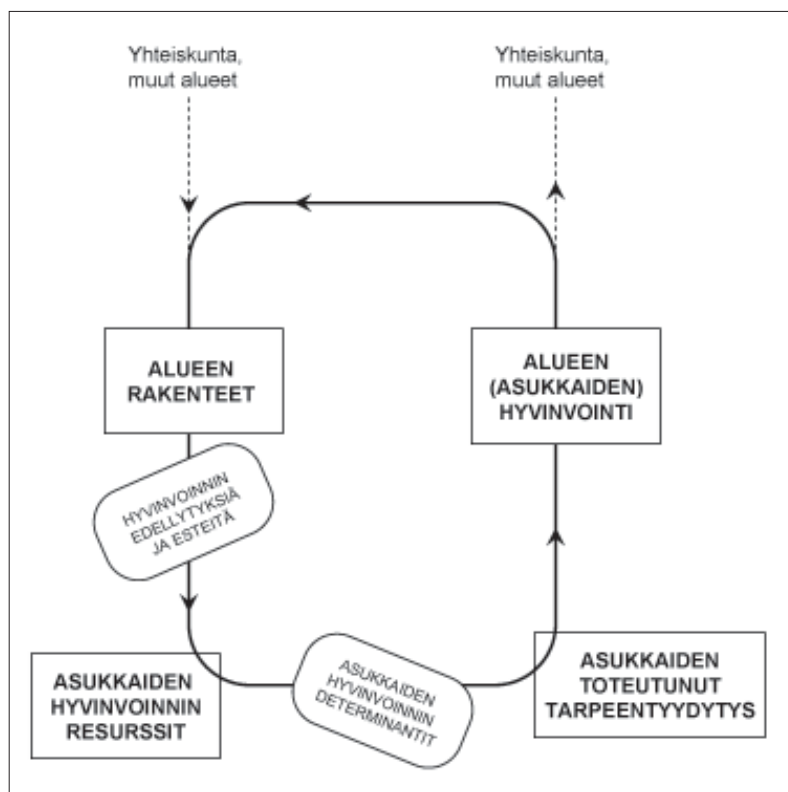 Yhteiskunta,
muut alueet
Yhteiskunta,
muut alueet
ALUEEN
RAKENTEET
ALUEEN
(ASUKKAIDEN)
HYVINVOINTI
HYVINVOINNIN
EDELLYTYKSIÄ
JA ESTEITÄ
ASUKKAIDEN
HYVINVOINNIN
RESURSSIT
ASUKKAIDEN
HYVINVOINNIN
DETERMINANTIT
ASUKKAIDEN
TOTEUTUNUT
TARPEENTYYDYTYS